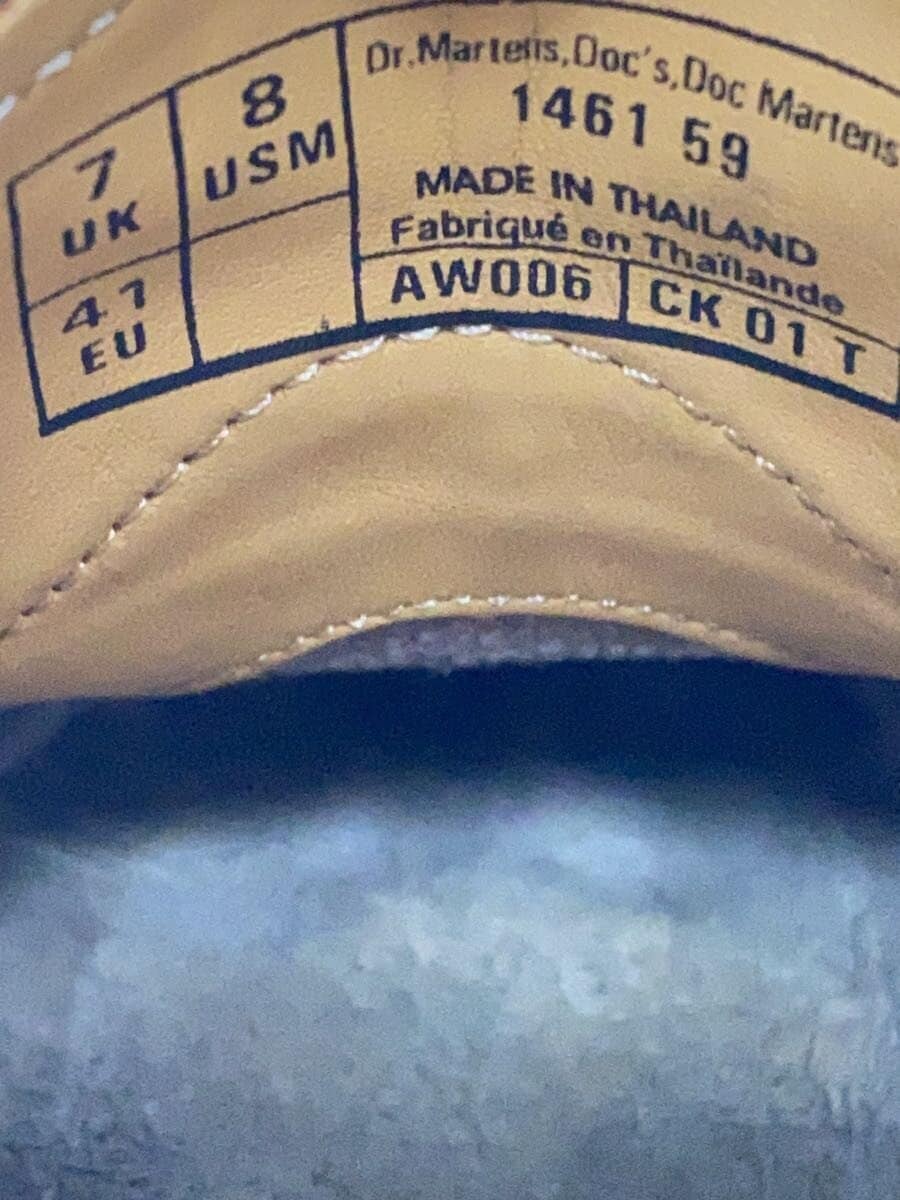 7
UK
8
USM
41
EU
Dr.Martens,Doc's,Doc Martens
1461 59
MADE IN THAILAND
Fabriqué en Thaïlande
AW006
CK 01 T